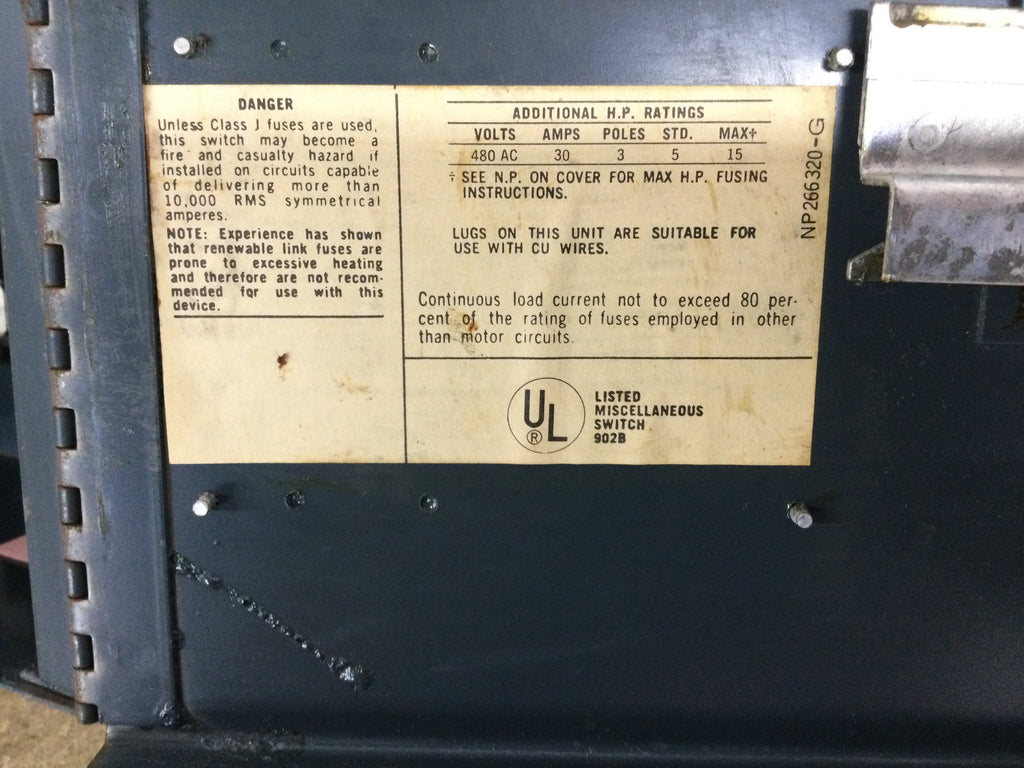 DANGER
Unless Class J fuses are used,
this switch may become a
fire and casualty hazard if
installed on circuits capable
of delivering more than
10,000 RMS symmetrical
amperes.
NOTE: Experience has shown
that renewable link fuses are
prone to excessive heating
and therefore are not recom-
mended for use with this
device.
ADDITIONAL H.P. RATINGS
VOLTS AMPS POLES STD. MAX†
480 AC 30 3 5 15
† SEE N.P. ON COVER FOR MAX H.P. FUSING
INSTRUCTIONS.
LUGS ON THIS UNIT ARE SUITABLE FOR
USE WITH CU WIRES.
Continuous load current not to exceed 80 per-
cent of the rating of fuses employed in other
than motor circuits.
UL
®
LISTED
MISCELLANEOUS
SWITCH
902B
NP266320-G